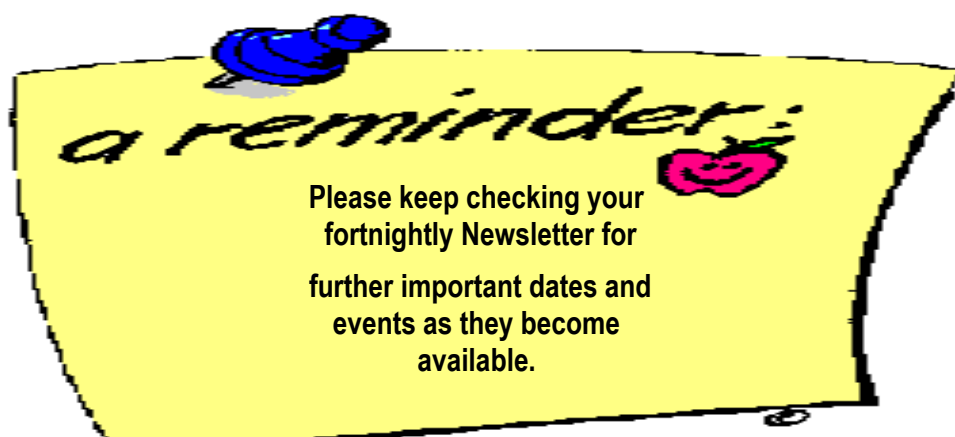 a reminder:
Please keep checking your
fortnightly Newsletter for
further important dates and
events as they become
available.